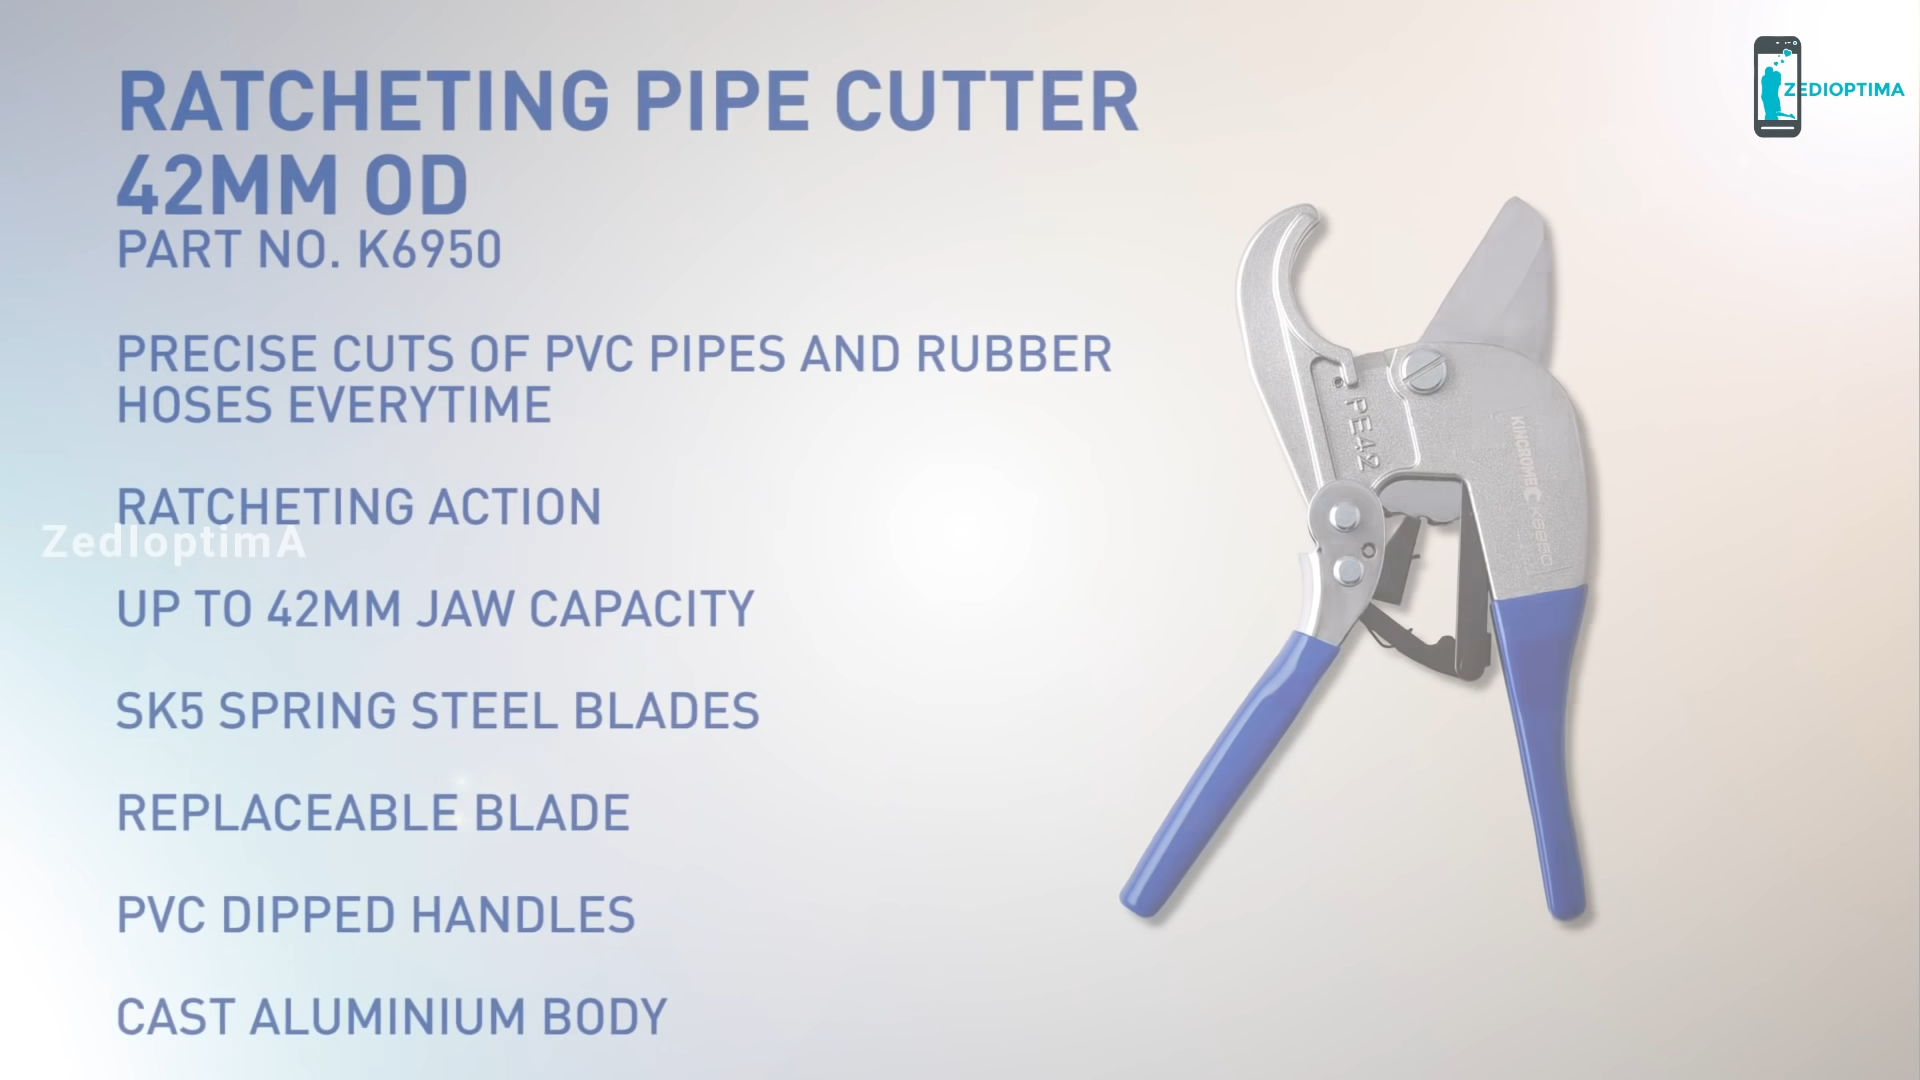 RATCHETING PIPE CUTTER
42MM OD
PART NO. K6950
PRECISE CUTS OF PVC PIPES AND RUBBER
HOSES EVERYTIME
RATCHETING ACTION
UP TO 42MM JAW CAPACITY
SK5 SPRING STEEL BLADES
REPLACEABLE BLADE
PVC DIPPED HANDLES
CAST ALUMINIUM BODY
ZedIoptimA
ZEDIOPTIMA
PE42
KINCROME K6950